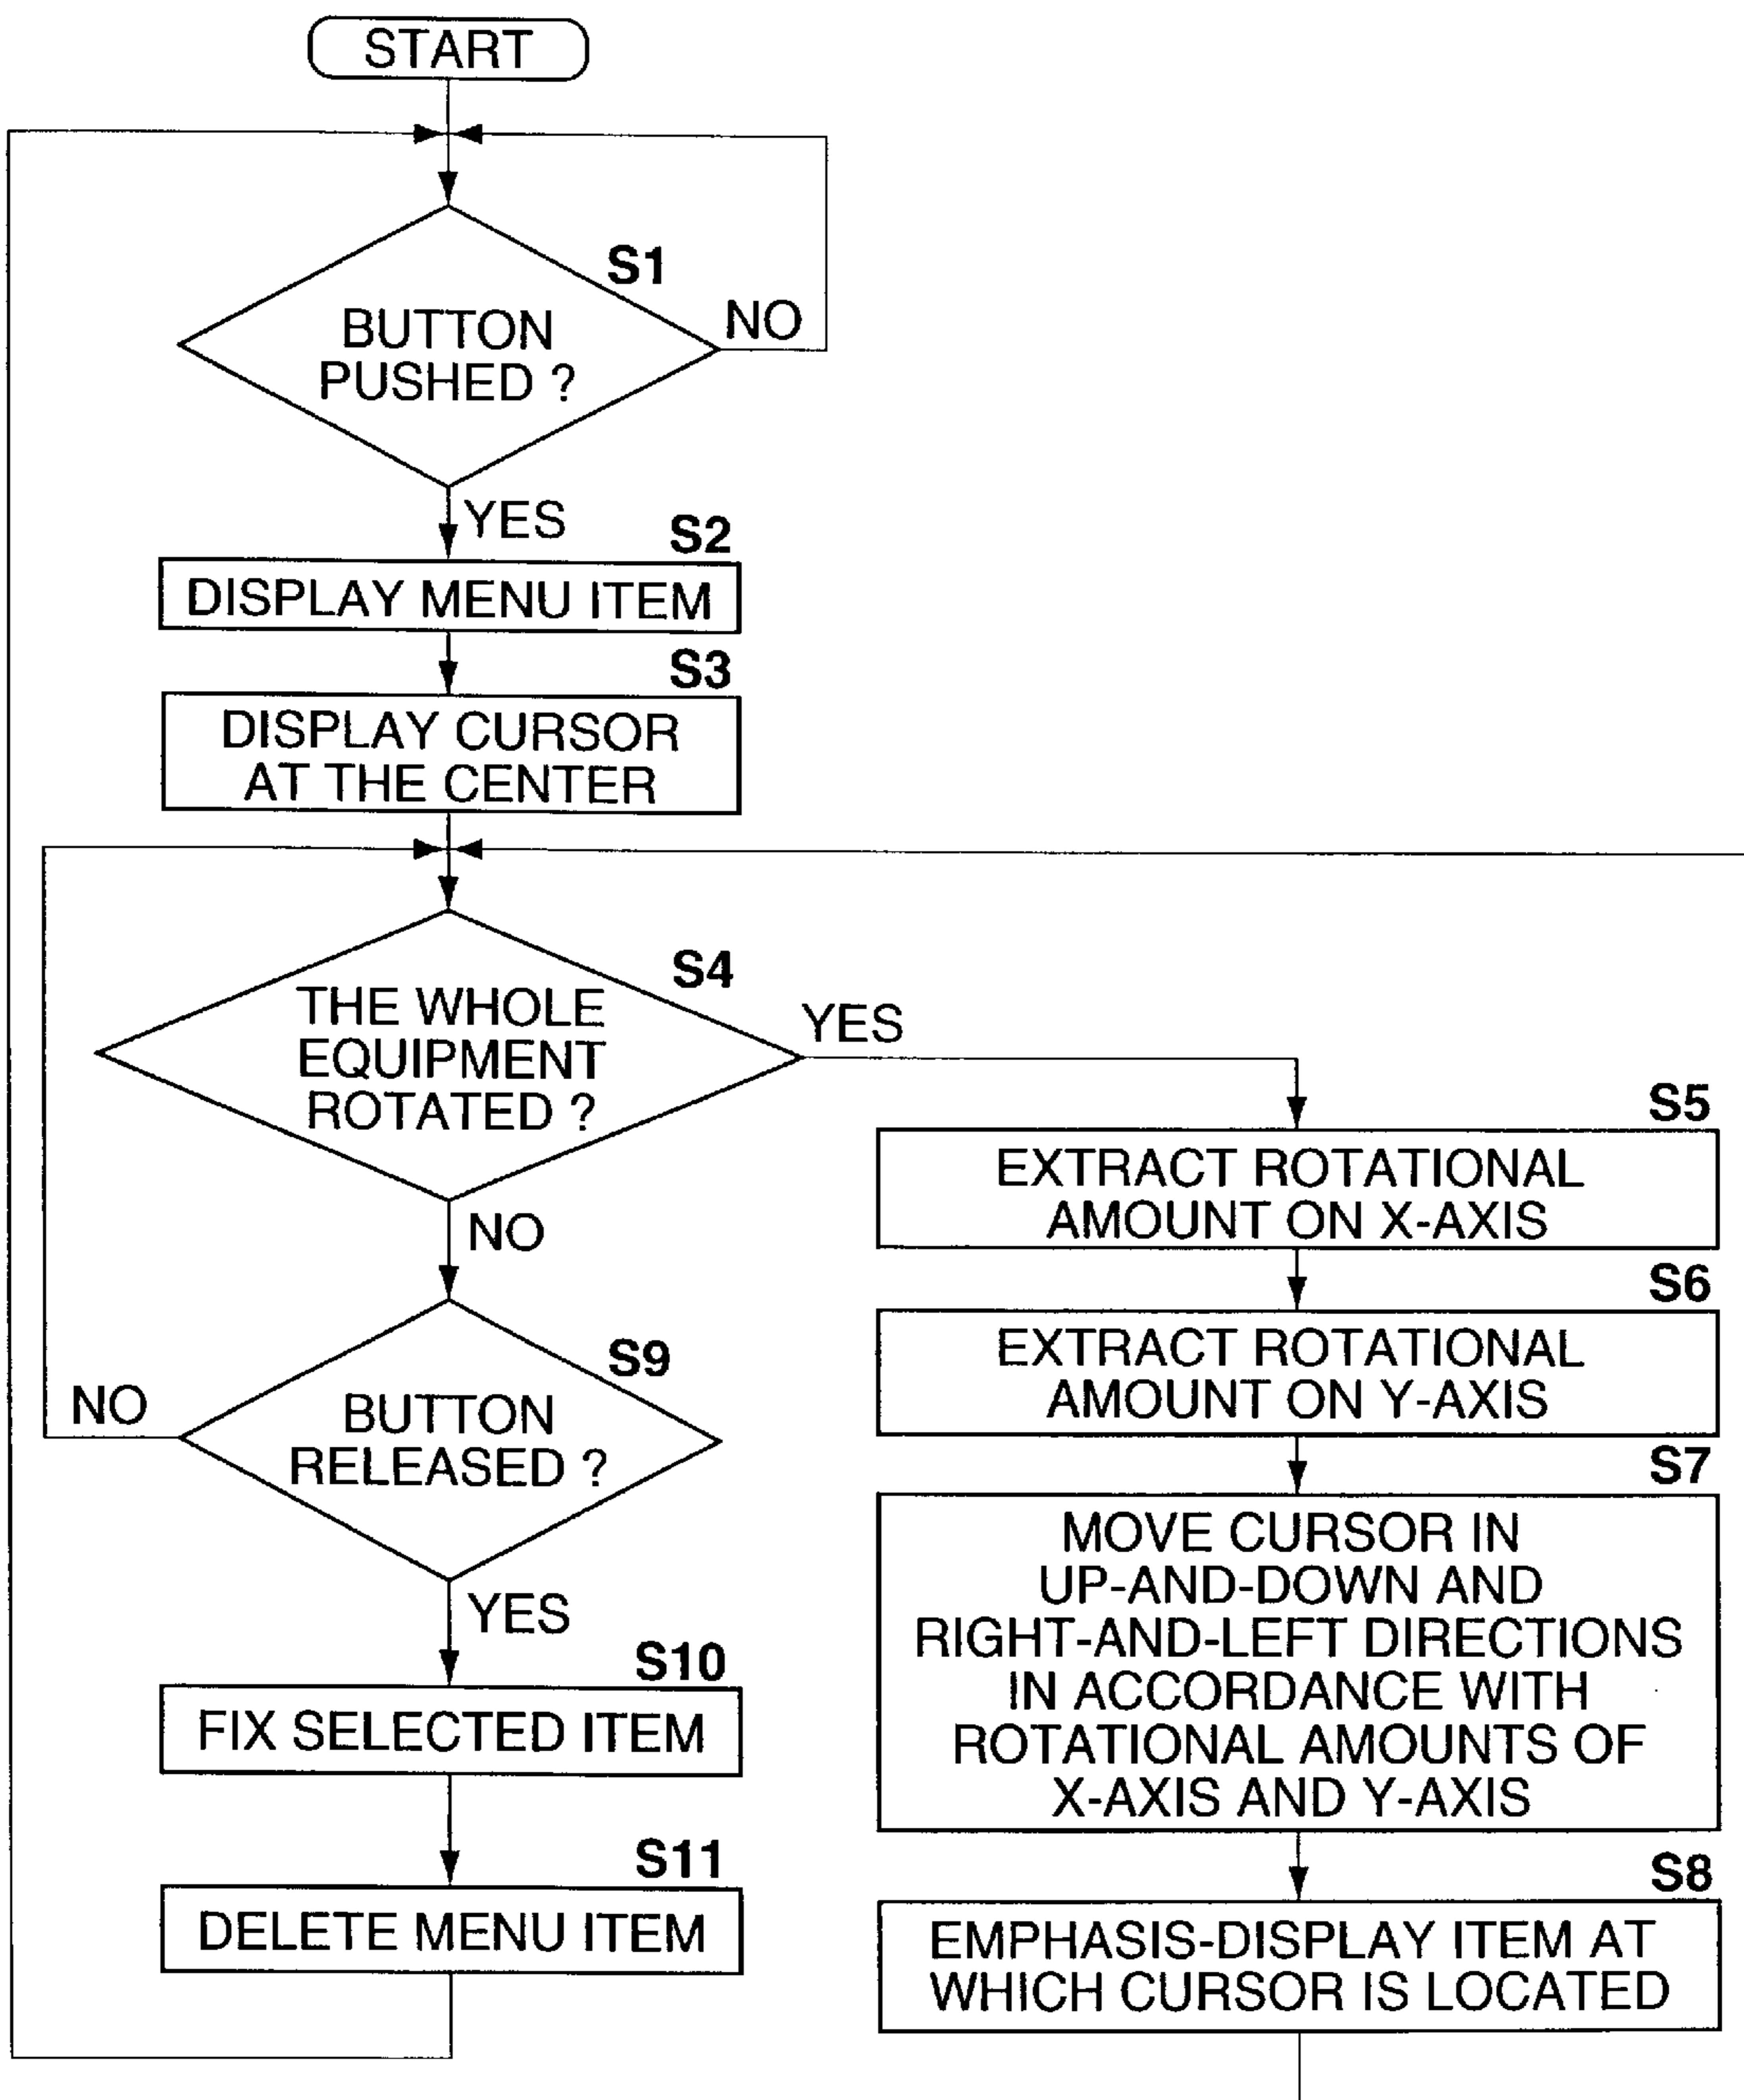 START
S1
BUTTON
PUSHED ?
NO
YES
S2
DISPLAY MENU ITEM
S3
DISPLAY CURSOR
AT THE CENTER
S4
THE WHOLE
EQUIPMENT
ROTATED ?
YES
NO
S5
EXTRACT ROTATIONAL
AMOUNT ON X-AXIS
S6
EXTRACT ROTATIONAL
AMOUNT ON Y-AXIS
S7
MOVE CURSOR IN
UP-AND-DOWN AND
RIGHT-AND-LEFT DIRECTIONS
IN ACCORDANCE WITH
ROTATIONAL AMOUNTS OF
X-AXIS AND Y-AXIS
S8
EMPHASIS-DISPLAY ITEM AT
WHICH CURSOR IS LOCATED
S9
BUTTON
RELEASED ?
NO
YES
S10
FIX SELECTED ITEM
S11
DELETE MENU ITEM